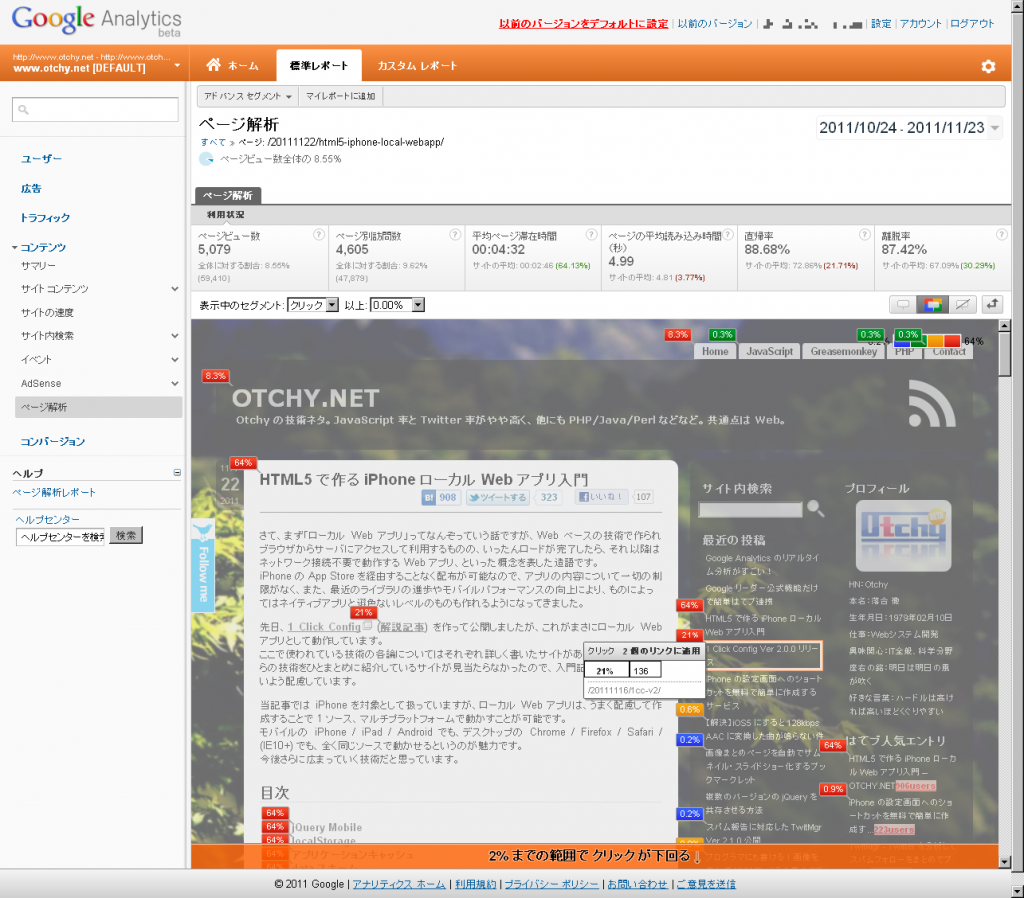 Google Analytics
beta
以前のバージョンをデフォルトに設定 | 以前のバージョン | 設定 | アカウント | ログアウト
http://www.otchy.net - http://www.otch...
www.otchy.net [DEFAULT]
ホーム
標準レポート
カスタム レポート
アドバンス セグメント
マイレポートに追加
ページ解析
すべて » ページ: /20111122/html5-iphone-local-webapp/
ページビュー数全体の 8.55%
2011/10/24 - 2011/11/23
ユーザー
広告
トラフィック
コンテンツ
サマリー
サイト コンテンツ
サイトの速度
サイト内検索
イベント
AdSense
ページ解析
コンバージョン
ヘルプ
ページ解析レポート
ヘルプセンター
ヘルプセンターを検索
検索
ページ解析
利用状況
ページビュー数
5,079
全体に対する割合: 8.55%
(59,410)
ページ別訪問数
4,605
全体に対する割合: 9.62%
(47,879)
平均ページ滞在時間
00:04:32
サイトの平均: 00:02:46 (64.13%)
ページの平均読み込み時間
(秒)
4.99
サイトの平均: 4.81 (3.77%)
直帰率
88.68%
サイトの平均: 72.86% (21.71%)
離脱率
87.42%
サイトの平均: 67.09% (30.29%)
表示中のセグメント: クリック 以上: 0.00%
8.3% 0.3% 0.3% 0.3% 64%
Home JavaScript Greasemonkey PHP Contact
8.3%
OTCHY.NET
Otchy の技術ネタ。JavaScript 率と Twitter 率がやや高く、他にも PHP/Java/Perl などなど。共通点は Web。
64%
22
2011
HTML5 で作る iPhone ローカル Web アプリ入門
B! 908 ツイートする 323 いいね! 107
Follow me
さて、まず「ローカル Web アプリ」ってなんぞっていう話ですが、Web ベースの技術で作られ
ブラウザからサーバにアクセスして利用するものの、いったんロードが完了したら、それ以降は
ネットワーク接続不要で動作する Web アプリ、といった概念を表した造語です。
iPhone の App Store を経由することなく配布が可能なので、アプリの内容について一切の制
限がなく、また、最近のライブラリの進歩やモバイルパフォーマンスの向上により、ものによっ
てはネイティブアプリと遜色ないレベルのものも作れるようになってきました。
21%
先日、1 Click Config (解説記事) を作って公開しましたが、これがまさにローカル Web
アプリとして動作しています。
ここで使われている技術の各論についてはそれぞれ詳しく書いたサイトがあ
らの技術をひとまとめに紹介しているサイトが見当たらなかったので、入門記
いよう配慮しています。
当記事では iPhone を対象として扱っていますが、ローカル Web アプリは、うまく配慮して作
成することで 1 ソース、マルチプラットフォームで動かすことが可能です。
モバイルの iPhone / iPad / Android でも、デスクトップの Chrome / Firefox / Safari /
(IE10+) でも、全く同じソースで動かせるというのが魅力です。
今後さらに広まっていく技術だと思っています。
目次
64%
64% jQuery Mobile
64% localStorage
アプリケーションキャッシュ
サイト内検索
最近の投稿
Google Analytics のリアルタイ
ム分析がすごい!
Google リーダー公式機能だけ
で簡単はてブ連携
64%
HTML5 で作る iPhone ローカル
Web アプリ入門
21%
1 Click Config Ver 2.0.0 リリー
ス
クリック 2 個のリンクに適用
21% 136
/20111116/1cc-v2/
iPhone の設定画面へのショート
カットを無料で簡単に作成する
サービス
0.6%
【解決】iOS5 にすると 128kbps
AAC に変換した曲が鳴らない件
0.2%
画像まとめページを自動でサム
ネイル・スライドショー化するブッ
クマークレット
複数のバージョンの jQuery を
共存させる方法
0.2%
スパム報告に対応した TwitMgr
Ver 2.1.0 公開
プロフィール
Otchy
HN: Otchy
本名: 落合 徹
生年月日: 1978年02月10日
仕事: Webシステム開発
興味関心: IT全般, 科学分野
座右の銘: 明日は明日の風
が吹く
好きな言葉: ハードルは高け
れば高いほどくぐりやすい
64%
はてブ人気エントリ
HTML5 で作る iPhone ローカ
ル Web アプリ入門 –
OTCHY.NET 906users
0.9%
iPhone の設定画面へのショ
ートカットを無料で簡単に作
成す... 223users
2% までの範囲で クリック が下回る ↓
© 2011 Google | アナリティクス ホーム | 利用規約 | プライバシー ポリシー | お問い合わせ | ご意見を送信